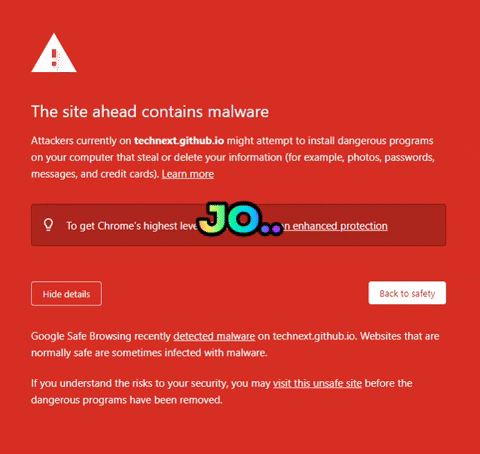 The site ahead contains malware
Attackers currently on technext.github.io might attempt to install dangerous programs
on your computer that steal or delete your information (for example, photos, passwords,
messages, and credit cards). Learn more
To get Chrome's highest leve
JO..
n enhanced protection
Hide details
Back to safety
Google Safe Browsing recently detected malware on technext.github.io. Websites that are
normally safe are sometimes infected with malware.
If you understand the risks to your security, you may visit this unsafe site before the
dangerous programs have been removed.